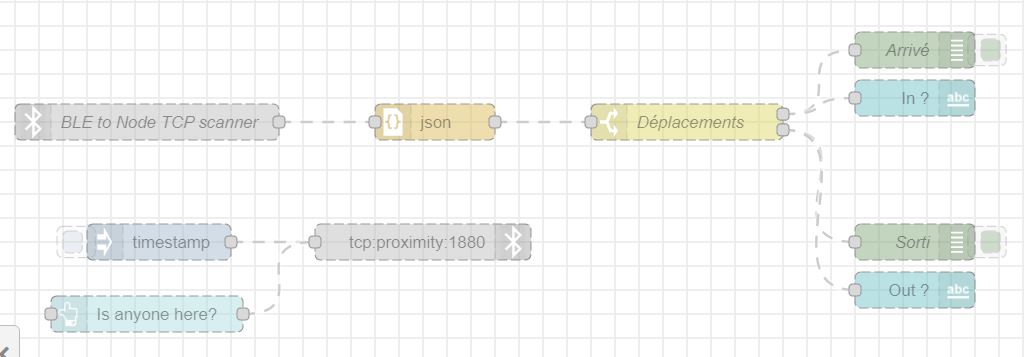 Arrivé
In ?
abc
BLE to Node TCP scanner
json
Déplacements
timestamp
tcp:proximity:1880
Sorti
Is anyone here?
Out ?
abc